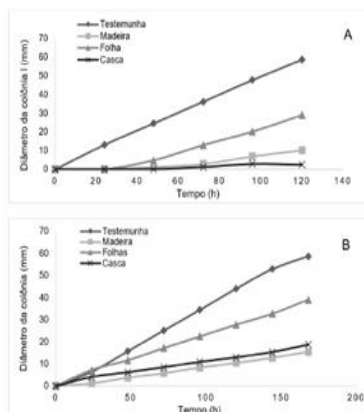 Testemunha
Madeira
Folha
Casca
A
Diâmetro da colônia I (mm)
70
60
50
40
30
20
10
0
0 20 40 60 80 100 120 140
Tempo (h)
Testemunha
Madeira
Folhas
Casca
B
Diâmetro da colônia (mm)
70
60
50
40
30
20
10
0
0 50 100 150 200
Tempo (h)